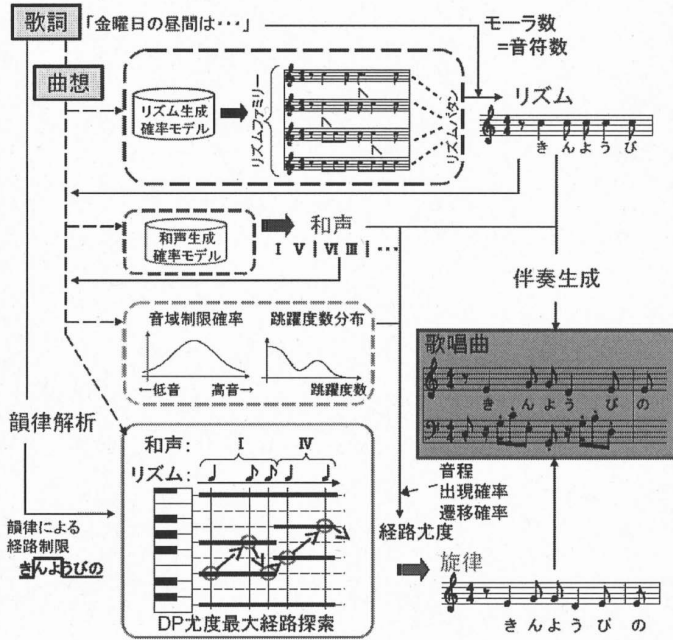 歌詞
「金曜日の昼間は・・・」
モーラ数
=音符数
曲想
リズム生成
確率モデル
リズムファミリー
リズムパタン
リズム
きんようび
和声生成
確率モデル
和声
I V | VI III | ・・・
伴奏生成
音域制限確率
跳躍度数分布
←低音 高音→
跳躍度数
歌唱曲
きんようびの
韻律解析
和声: I IV
リズム:
音程
出現確率
遷移確率
経路尤度
韻律による
経路制限
きんようびの
旋律
DP尤度最大経路探索
きんようびの